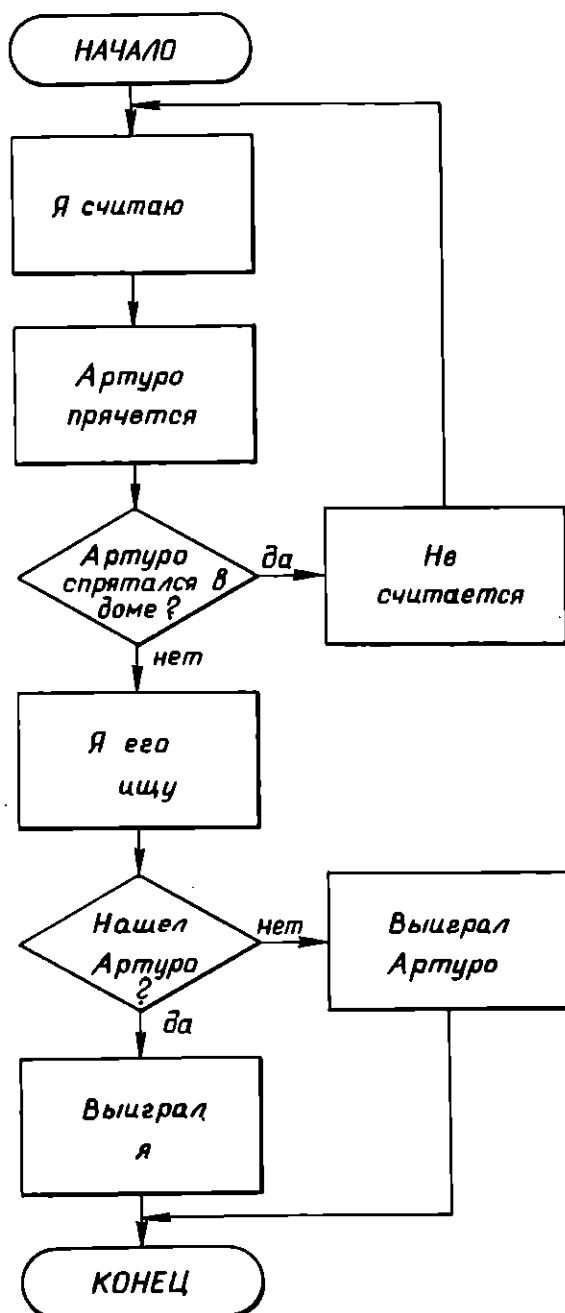 НАЧАЛО
Я считаю
Артуро
прячется
Артуро
спрятался в
доме?
да
Не
считается
нет
Я его
ищу
Нашел
Артуро
?
нет
Выиграл
Артуро
да
Выиграл
я
КОНЕЦ